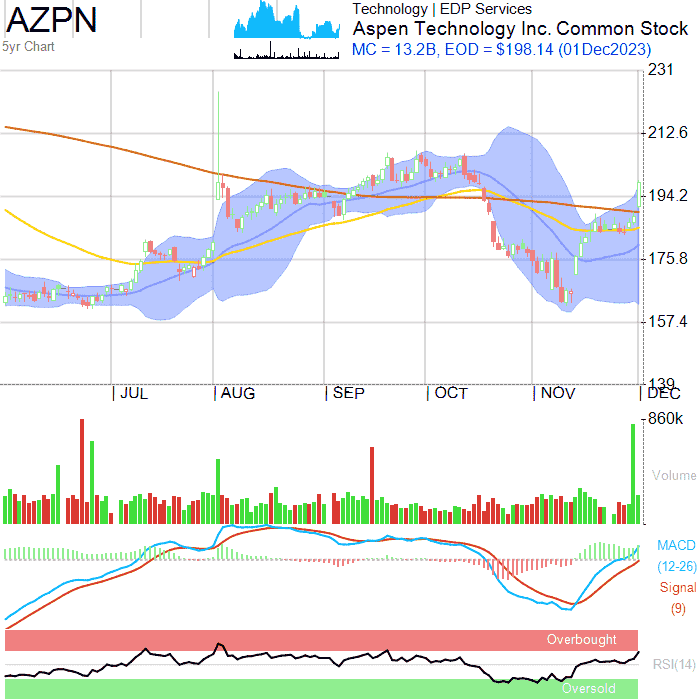 AZPN
5yr Chart
Technology | EDP Services
Aspen Technology Inc. Common Stock
MC = 13.2B, EOD = $198.14 (01Dec2023)
231
212.6
194.2
175.8
157.4
139
JUL AUG SEP OCT NOV DEC
860k
Volume
MACD
(12-26)
Signal
(9)
Overbought
RSI(14)
Oversold